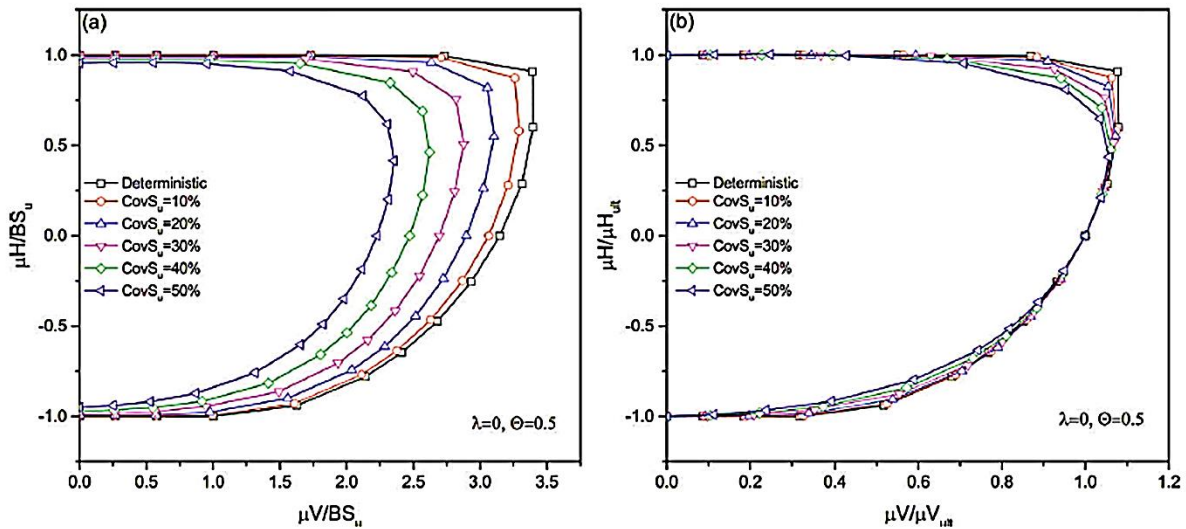 (a)
1.0
0.5
0.0
-0.5
-1.0
μH/BSu
Deterministic
CovSu=10%
CovSu=20%
CovSu=30%
CovSu=40%
CovSu=50%
λ=0, Θ=0.5
0.0 0.5 1.0 1.5 2.0 2.5 3.0 3.5
μV/BSu
(b)
1.0
0.5
0.0
-0.5
-1.0
μH/μHult
Deterministic
CovSu=10%
CovSu=20%
CovSu=30%
CovSu=40%
CovSu=50%
λ=0, Θ=0.5
0.0 0.2 0.4 0.6 0.8 1.0 1.2
μV/μVult